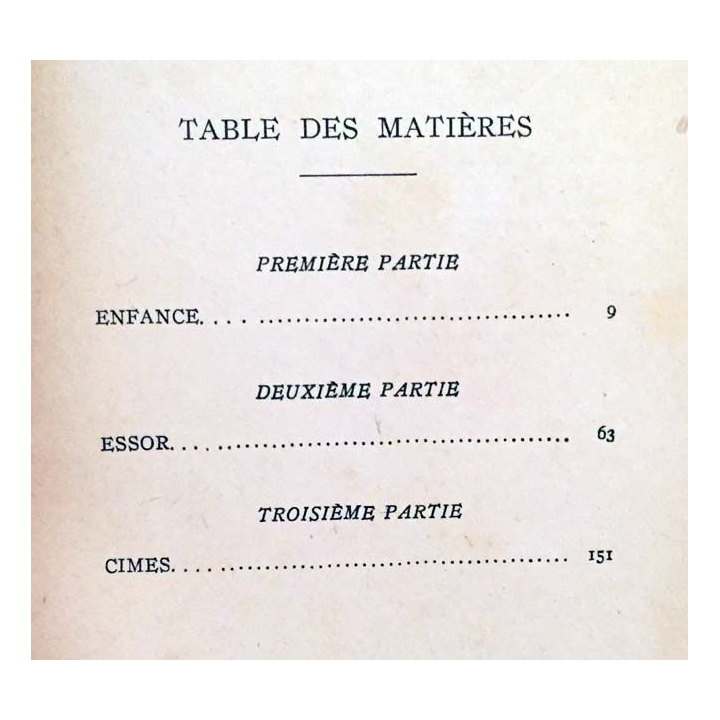 TABLE DES MATIÈRES
PREMIÈRE PARTIE
ENFANCE.... ................................... 9
DEUXIÈME PARTIE
ESSOR.... ....................................... 63
TROISIÈME PARTIE
CIMES.... ....................................... 151